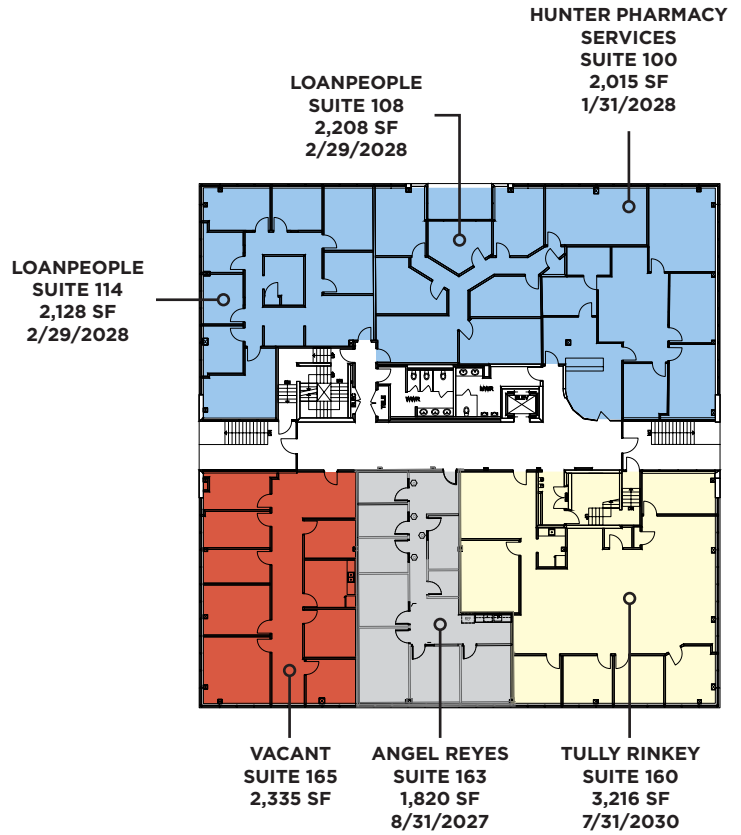 HUNTER PHARMACY
SERVICES
SUITE 100
2,015 SF
1/31/2028
LOANPEOPLE
SUITE 108
2,208 SF
2/29/2028
LOANPEOPLE
SUITE 114
2,128 SF
2/29/2028
TELE
ELEV
VACANT
SUITE 165
2,335 SF
ANGEL REYES
SUITE 163
1,820 SF
8/31/2027
TULLY RINKEY
SUITE 160
3,216 SF
7/31/2030